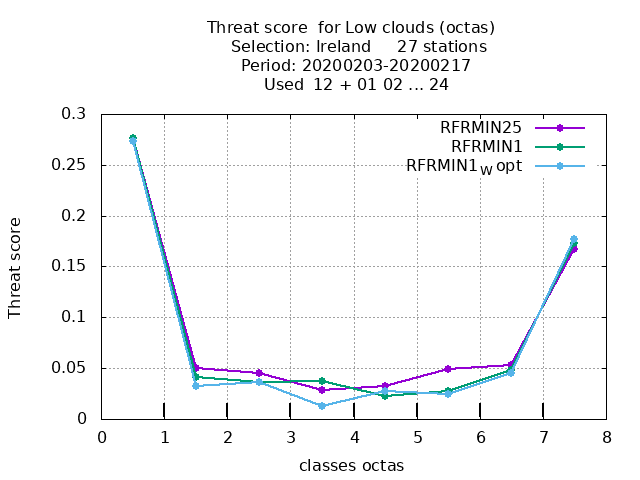 Threat score  for Low clouds (octas)
Selection: Ireland     27 stations
Period: 20200203-20200217
Used  12 + 01 02 ... 24
0.3
0.25
0.2
0.15
0.1
0.05
0
Threat score
RFRMIN25
RFRMIN1
RFRMIN1W opt
0 1 2 3 4 5 6 7 8
classes octas